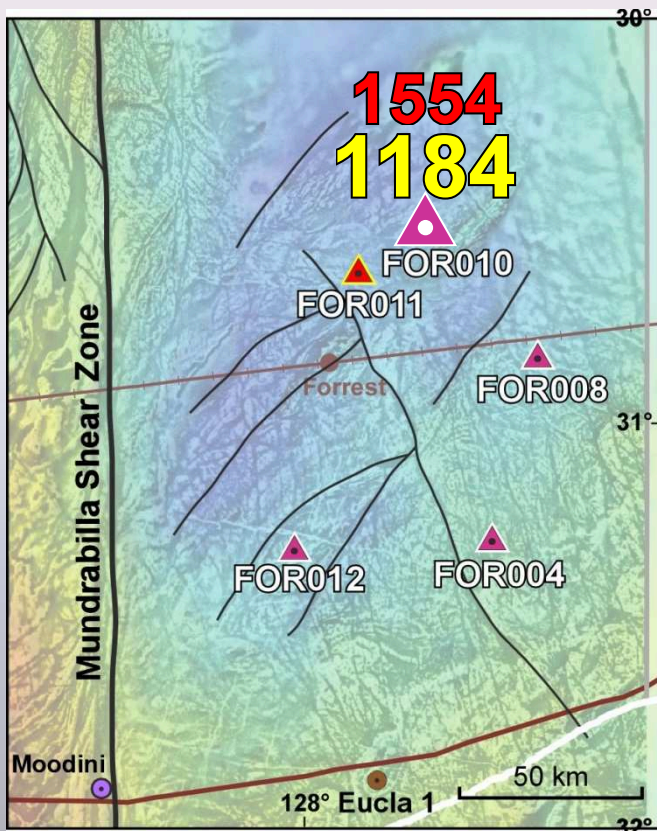 30°
1554
1184
FOR010
FOR011
Forrest
FOR008
31°
Mundrabilla Shear Zone
FOR012
FOR004
Moodini
50 km
128° Eucla 1
32°